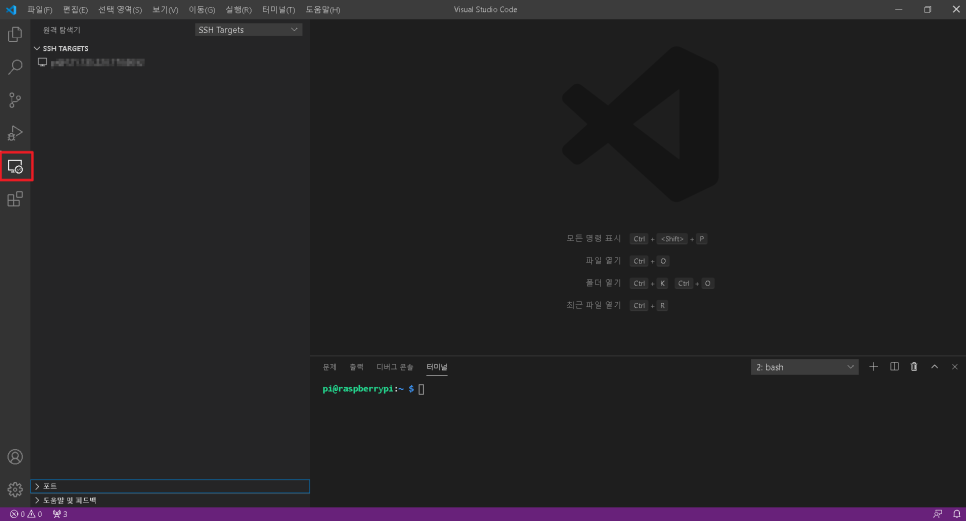 파일(F) 편집(E) 선택 영역(S) 보기(V) 이동(G) 실행(R) 터미널(T) 도움말(H) Visual Studio Code
원격 탐색기 SSH Targets
SSH TARGETS
모든 명령 표시 Ctrl + <Shift> + P
파일 열기 Ctrl + O
폴더 열기 Ctrl + K Ctrl + O
최근 파일 열기 Ctrl + R
문제 출력 디버그 콘솔 터미널 2: bash
pi@raspberrypi:~ $
포트
도움말 및 피드백
0 0 3